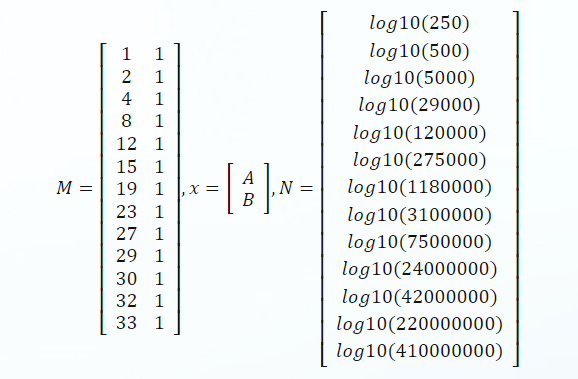 log10(250)
1 1 log10(500)
2 1 log10(5000)
4 1 log10(29000)
8 1 log10(120000)
12 1
15 1 A log10(275000)
M = 19 1 , x = , N = log10(1180000)
23 1 B log10(3100000)
27 1 log10(7500000)
29 1 log10(24000000)
30 1 log10(42000000)
32 1 log10(220000000)
33 1 log10(410000000)